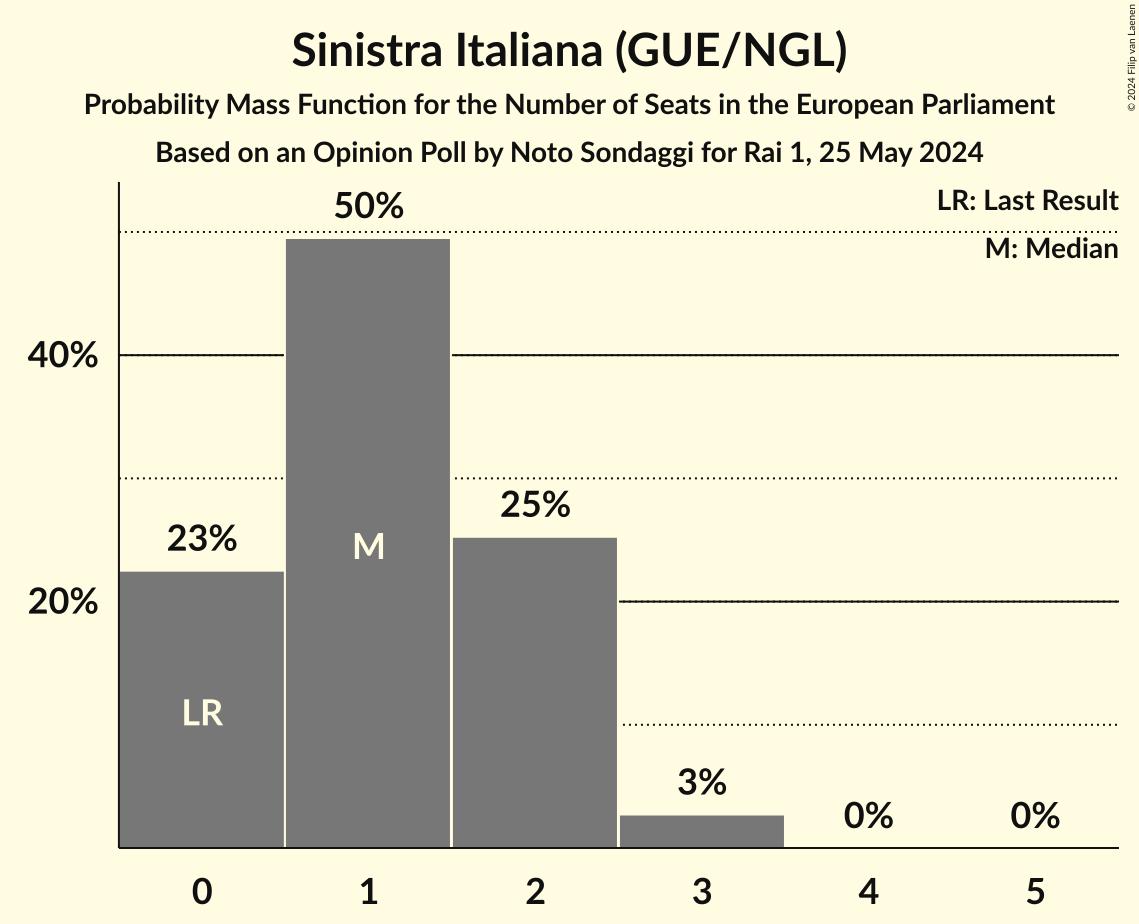 © 2024 Filip van Laenen
Sinistra Italiana (GUE/NGL)
Probability Mass Function for the Number of Seats in the European Parliament
Based on an Opinion Poll by Noto Sondaggi for Rai 1, 25 May 2024
LR: Last Result
M: Median
50%
40%
25%
23%
M
20%
LR
3%
0%
0%
0
1
2
3
4
5